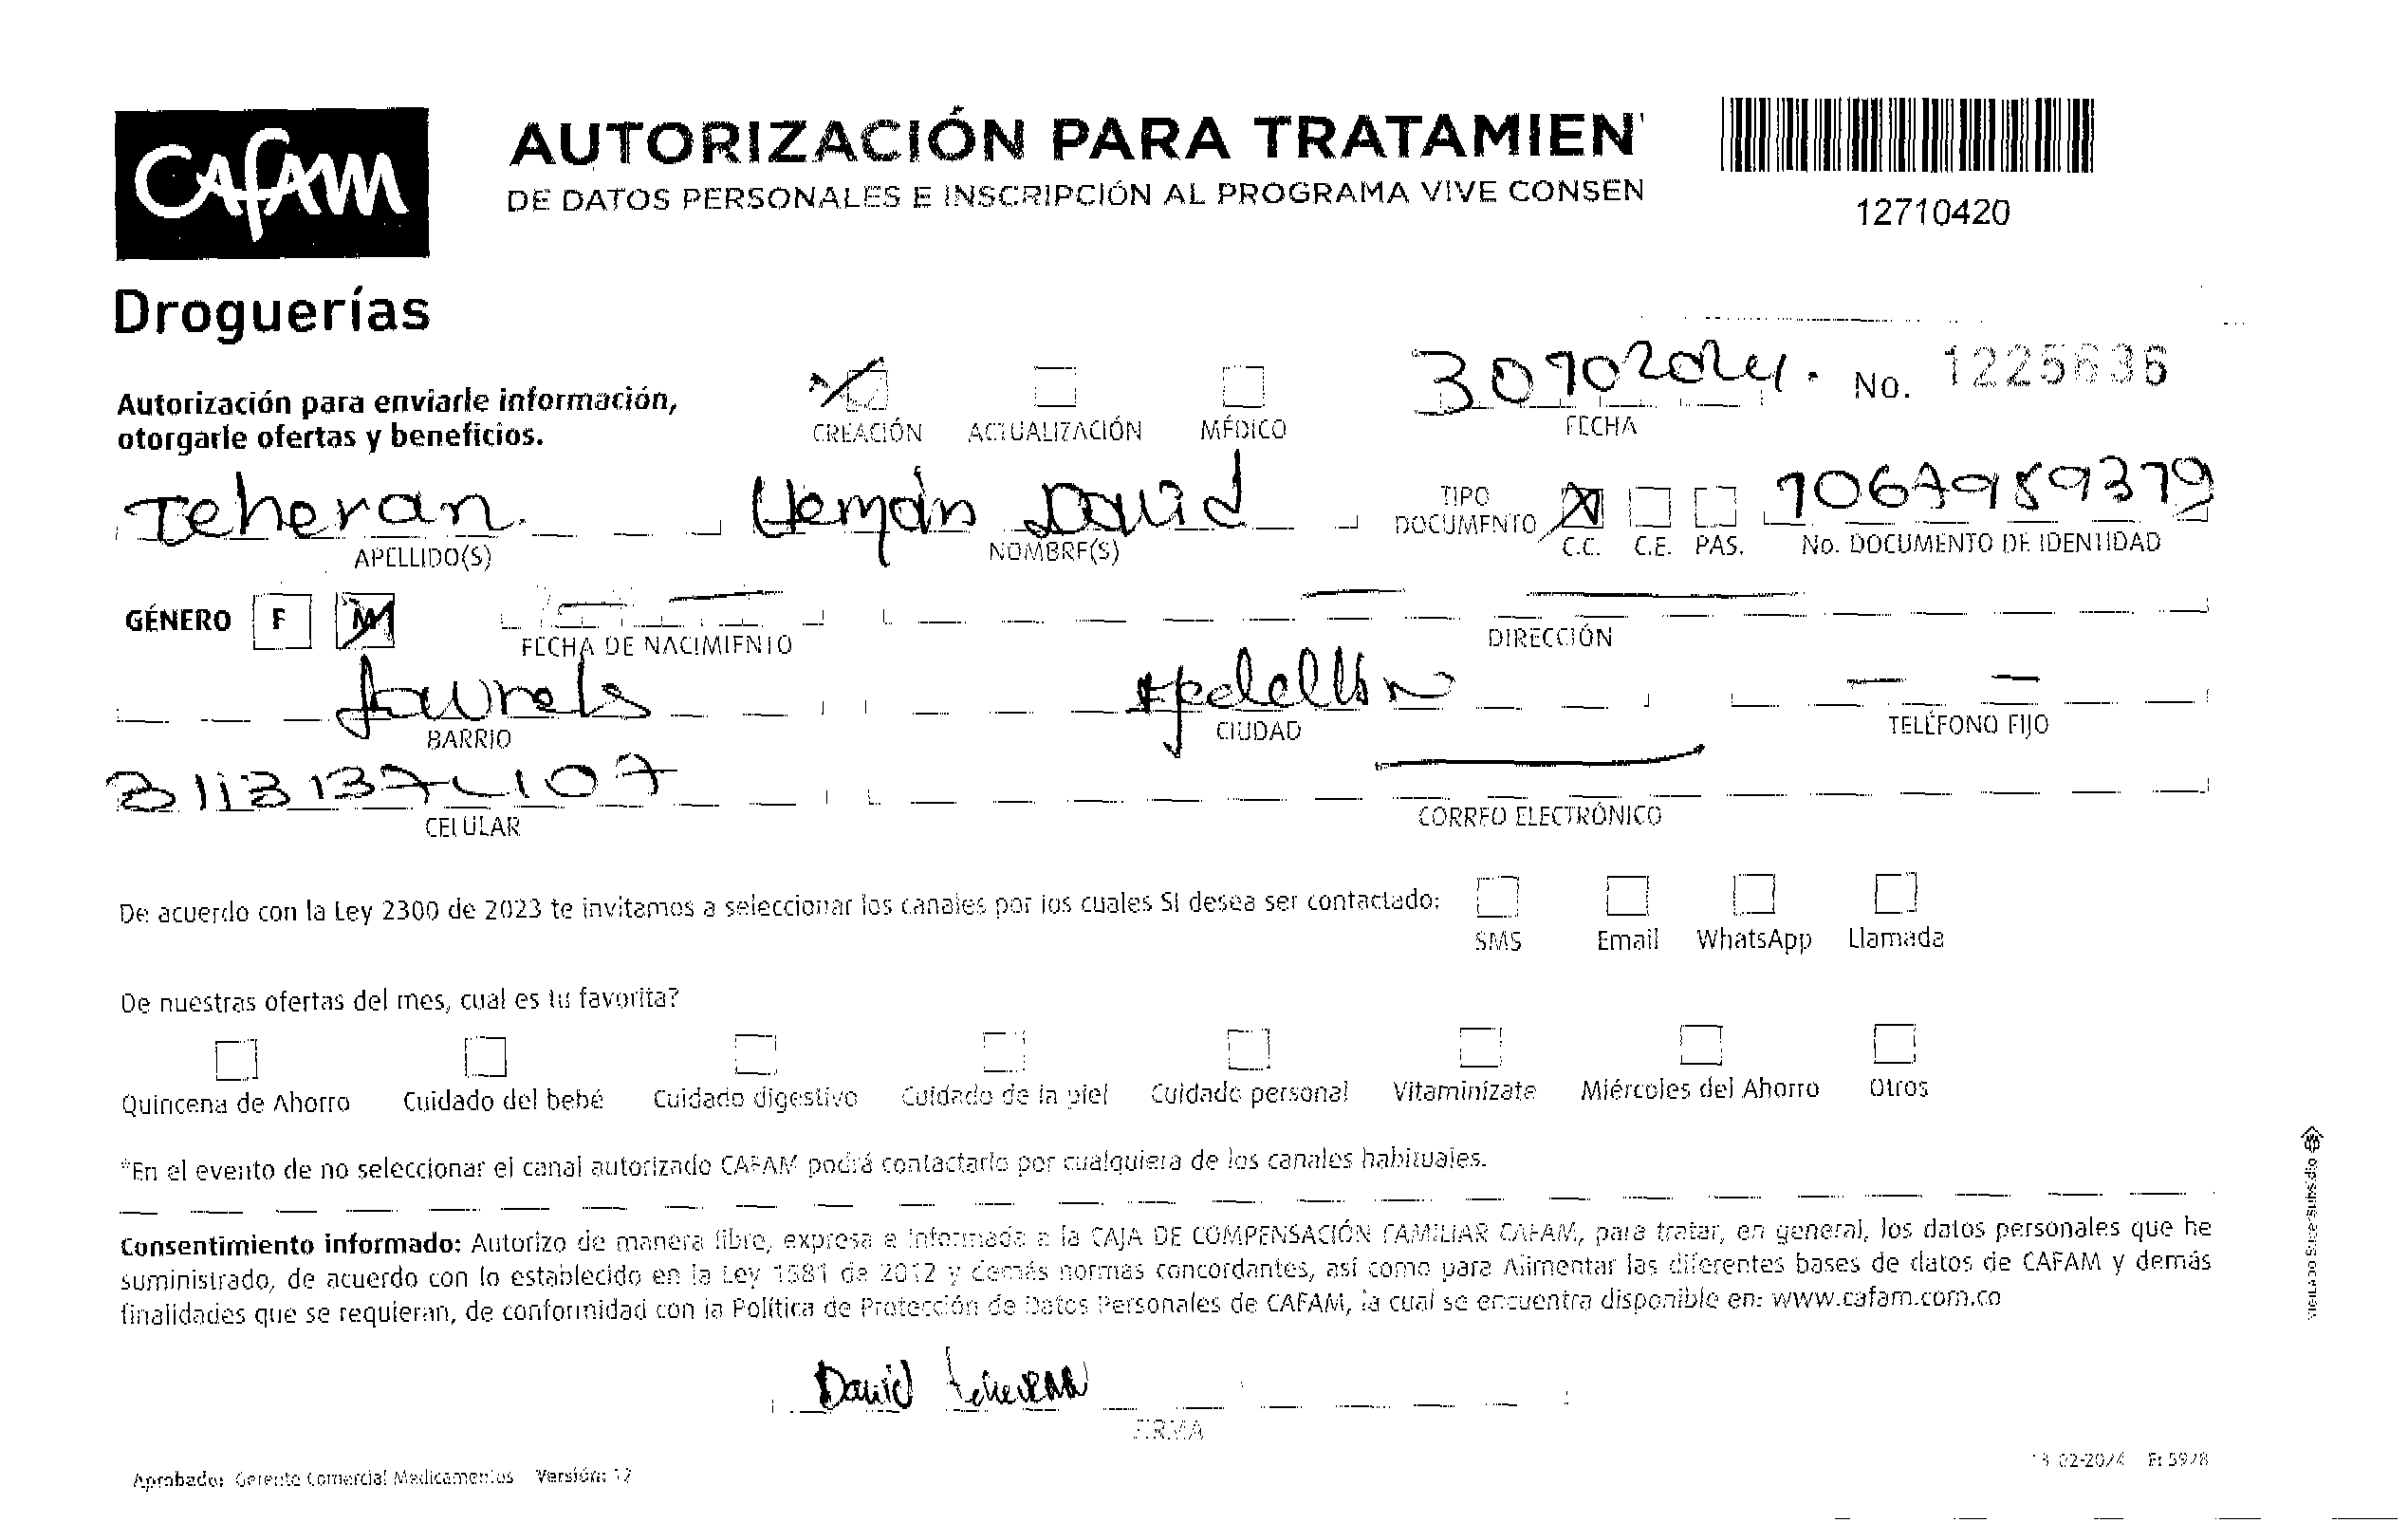 CAFAM
Droguerías
AUTORIZACIÓN PARA TRATAMIEN
DE DATOS PERSONALES E INSCRIPCIÓN AL PROGRAMA VIVE CONSEN
12710420
Autorización para enviarle información,
otorgarle ofertas y beneficios.
CREACIÓN ACTUALIZACIÓN MÉDICO
30102024. No. 1225636
FECHA
Teheran Hernán David TIPO DOCUMENTO C.C. C.E. PAS.
APELLIDO(S) NOMBRE(S) No. DOCUMENTO DE IDENTIDAD
GÉNERO F M FECHA DE NACIMIENTO DIRECCIÓN
BARRIO CIUDAD TELÉFONO FIJO
CELULAR CORREO ELECTRÓNICO
De acuerdo con la Ley 2300 de 2023 te invitamos a seleccionar los canales por los cuales SI desea ser contactado:
SMS Email WhatsApp Llamada
De nuestras ofertas del mes, cual es tu favorita?
Quincena de Ahorro Cuidado del bebé Cuidado digestivo Cuidado de la piel Cuidado personal Vitamínizate Miércoles del Ahorro Otros
*En el evento de no seleccionar el canal autorizado CAFAM podrá contactarlo por cualquiera de los canales habituales.
Consentimiento informado: Autorizo de manera libre, expresa e informada a la CAJA DE COMPENSACIÓN FAMILIAR CAFAM, para tratar, en general, los datos personales que he
suministrado, de acuerdo con lo establecido en la Ley 1581 de 2012 y demás normas concordantes, así como para Alimentar las diferentes bases de datos de CAFAM y demás
finalidades que se requieran, de conformidad con la Política de Protección de Datos Personales de CAFAM, la cual se encuentra disponible en: www.cafam.com.co
David Teheran
FIRMA
Aprobado: Gerente Comercial Medicamentos Versión: 12
VIGILADO SuperSubsidio